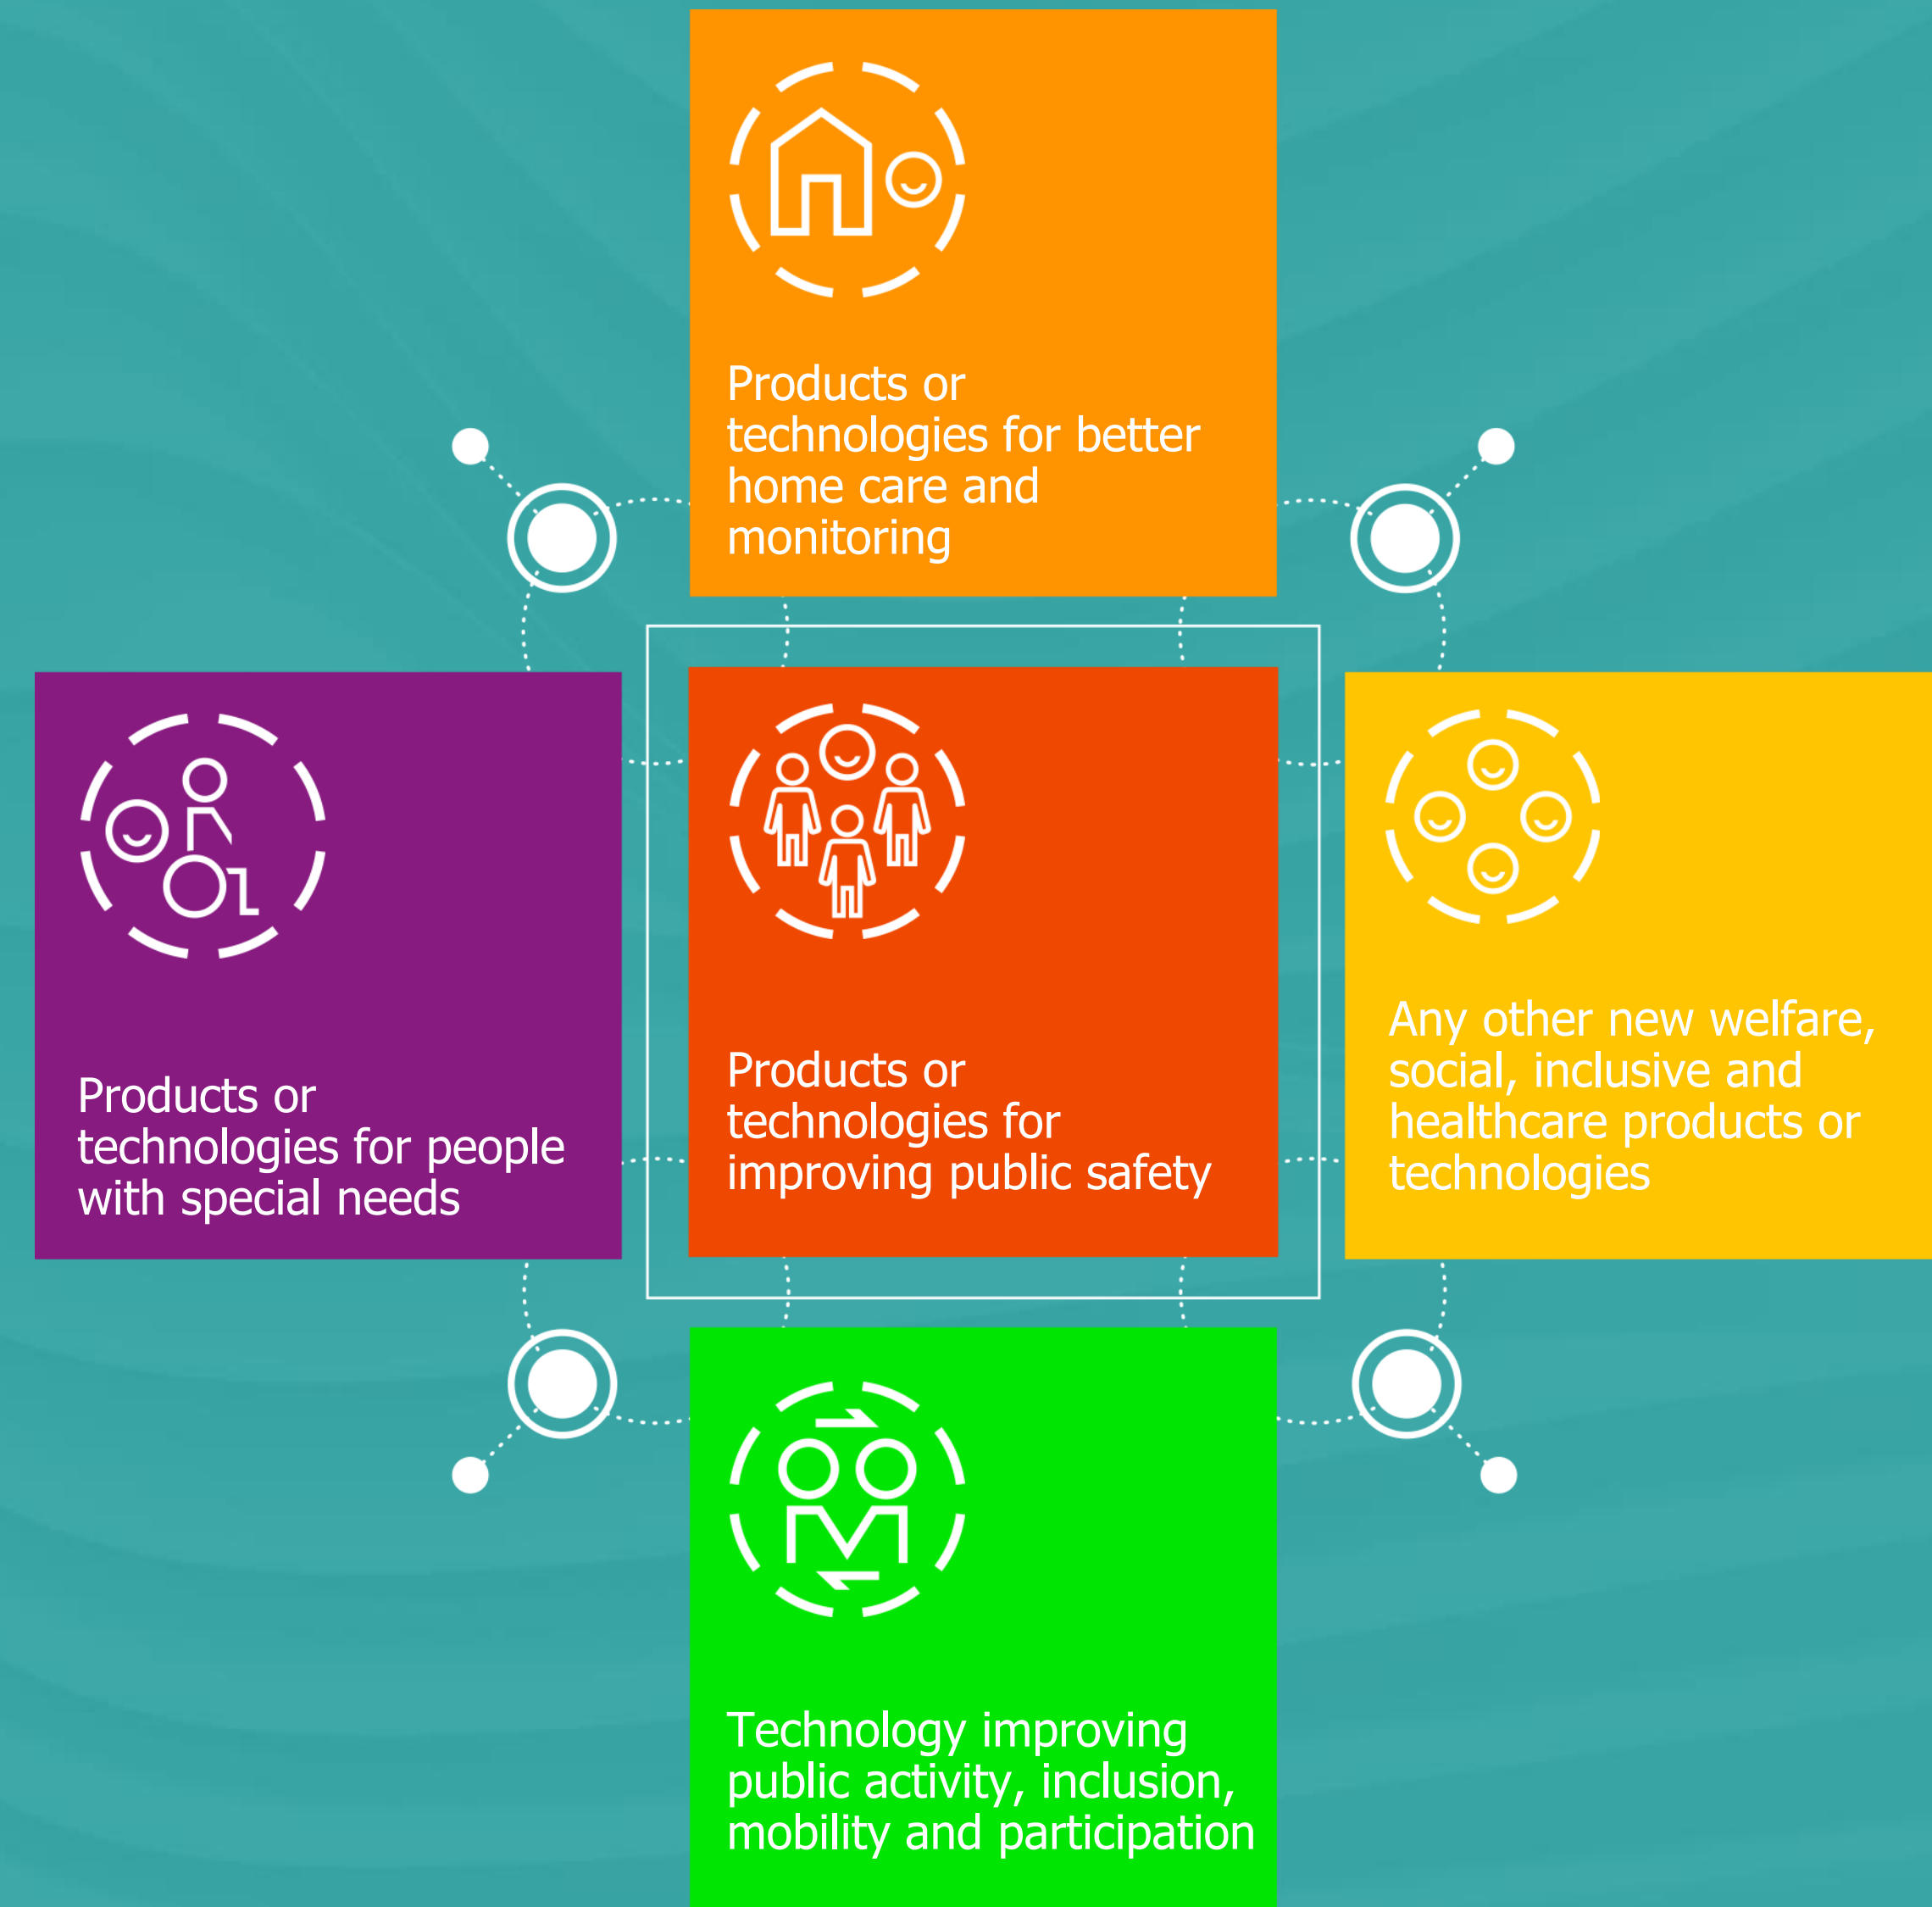 Products or
technologies for better
home care and
monitoring
Products or
technologies for people
with special needs
Products or
technologies for
improving public safety
Any other new welfare,
social, inclusive and
healthcare products or
technologies
Technology improving
public activity, inclusion,
mobility and participation